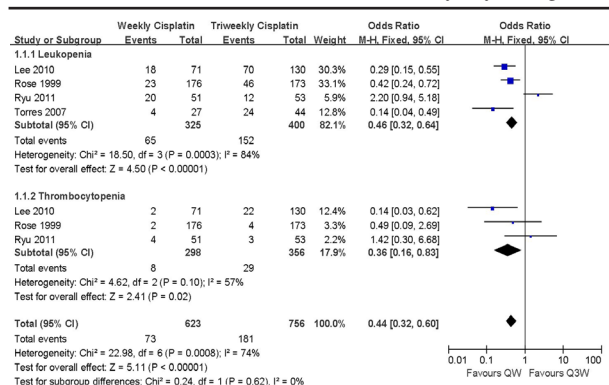 Weekly Cisplatin Triweekly Cisplatin Odds Ratio Odds Ratio
Study or Subgroup Events Total Events Total Weight M-H, Fixed, 95% CI M-H, Fixed, 95% CI
1.1.1 Leukopenia
Lee 2010 18 71 70 130 30.3% 0.29 [0.15, 0.55]
Rose 1999 23 176 46 173 33.1% 0.42 [0.24, 0.72]
Ryu 2011 20 51 12 53 5.9% 2.20 [0.94, 5.18]
Torres 2007 4 27 24 44 12.8% 0.14 [0.04, 0.49]
Subtotal (95% CI) 325 400 82.1% 0.46 [0.32, 0.64]
Total events 65 152
Heterogeneity: Chi² = 18.50, df = 3 (P = 0.0003); I² = 84%
Test for overall effect: Z = 4.50 (P < 0.00001)
1.1.2 Thrombocytopenia
Lee 2010 2 71 22 130 12.4% 0.14 [0.03, 0.62]
Rose 1999 2 176 4 173 3.3% 0.49 [0.09, 2.69]
Ryu 2011 4 51 3 53 2.2% 1.42 [0.30, 6.68]
Subtotal (95% CI) 298 356 17.9% 0.36 [0.16, 0.83]
Total events 8 29
Heterogeneity: Chi² = 4.62, df = 2 (P = 0.10); I² = 57%
Test for overall effect: Z = 2.41 (P = 0.02)
Total (95% CI) 623 756 100.0% 0.44 [0.32, 0.60]
Total events 73 181
Heterogeneity: Chi² = 22.98, df = 6 (P = 0.0008); I² = 74%
Test for overall effect: Z = 5.11 (P < 0.00001)
Test for subgroup differences: Chi² = 0.24, df = 1 (P = 0.62), I² = 0%
0.01 0.1 1 10 100
Favours QW Favours Q3W